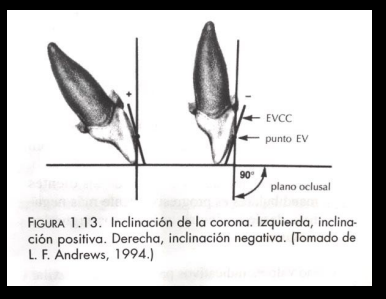 +
–
EVCC
punto EV
90°
plano oclusal
FIGURA 1.13. Inclinación de la corona. Izquierda, inclina-
ción positiva. Derecha, inclinación negativa. (Tomado de
L. F. Andrews, 1994.)